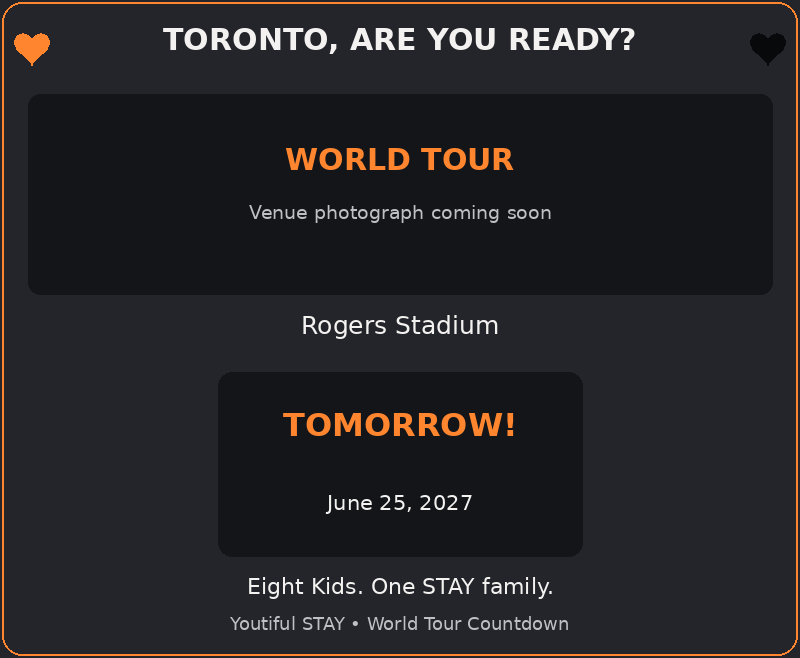 TORONTO, ARE YOU READY?
WORLD TOUR
Venue photograph coming soon
Rogers Stadium
TOMORROW!
June 25, 2027
Eight Kids. One STAY family.
Youtiful STAY • World Tour Countdown